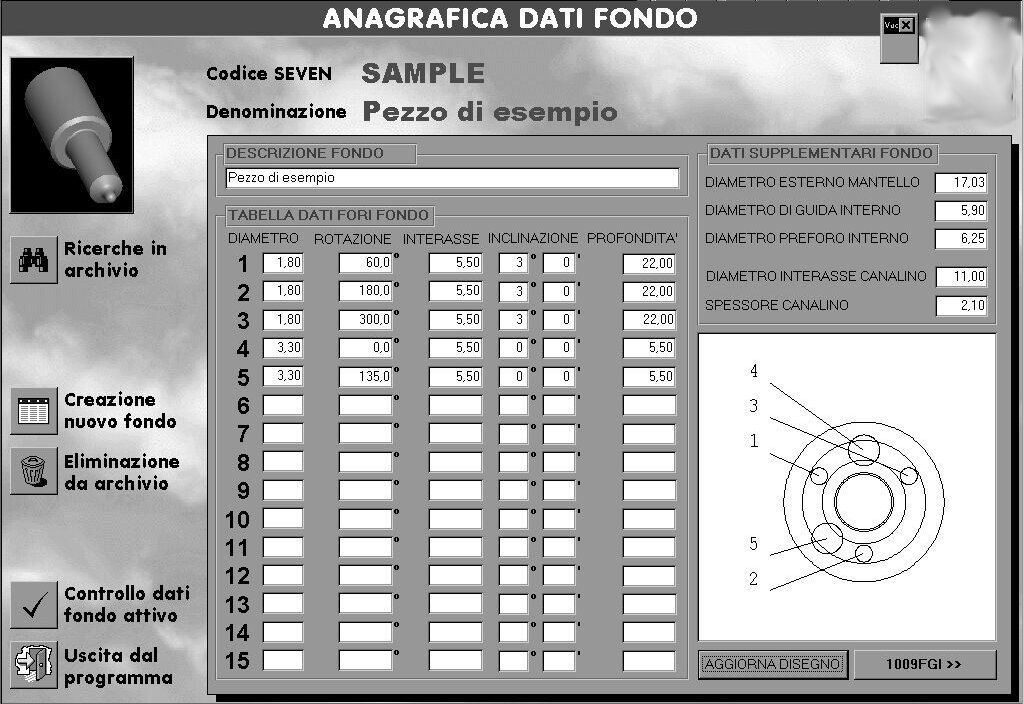 ANAGRAFICA DATI FONDO
Codice SEVEN SAMPLE
Denominazione Pezzo di esempio
DESCRIZIONE FONDO
Pezzo di esempio
TABELLA DATI FORI FONDO
DIAMETRO ROTAZIONE INTERASSE INCLINAZIONE PROFONDITA'
1 1,80 60,0° 5,50 3° 0' 22,00
2 1,80 180,0° 5,50 3° 0' 22,00
3 1,80 300,0° 5,50 3° 0' 22,00
4 3,30 0,0° 5,50 0° 0' 5,50
5 3,30 135,0° 5,50 0° 0' 5,50
6 ° ° '
7 ° ° '
8 ° ° '
9 ° ° '
10 ° ° '
11 ° ° '
12 ° ° '
13 ° ° '
14 ° ° '
15 ° ° '
DATI SUPPLEMENTARI FONDO
DIAMETRO ESTERNO MANTELLO 17,03
DIAMETRO DI GUIDA INTERNO 5,90
DIAMETRO PREFORO INTERNO 6,25
DIAMETRO INTERASSE CANALINO 11,00
SPESSORE CANALINO 2,10
4
3
1
5
2
AGGIORNA DISEGNO
1009FGI >>
Ricerche in
archivio
Creazione
nuovo fondo
Eliminazione
da archivio
Controllo dati
fondo attivo
Uscita dal
programma